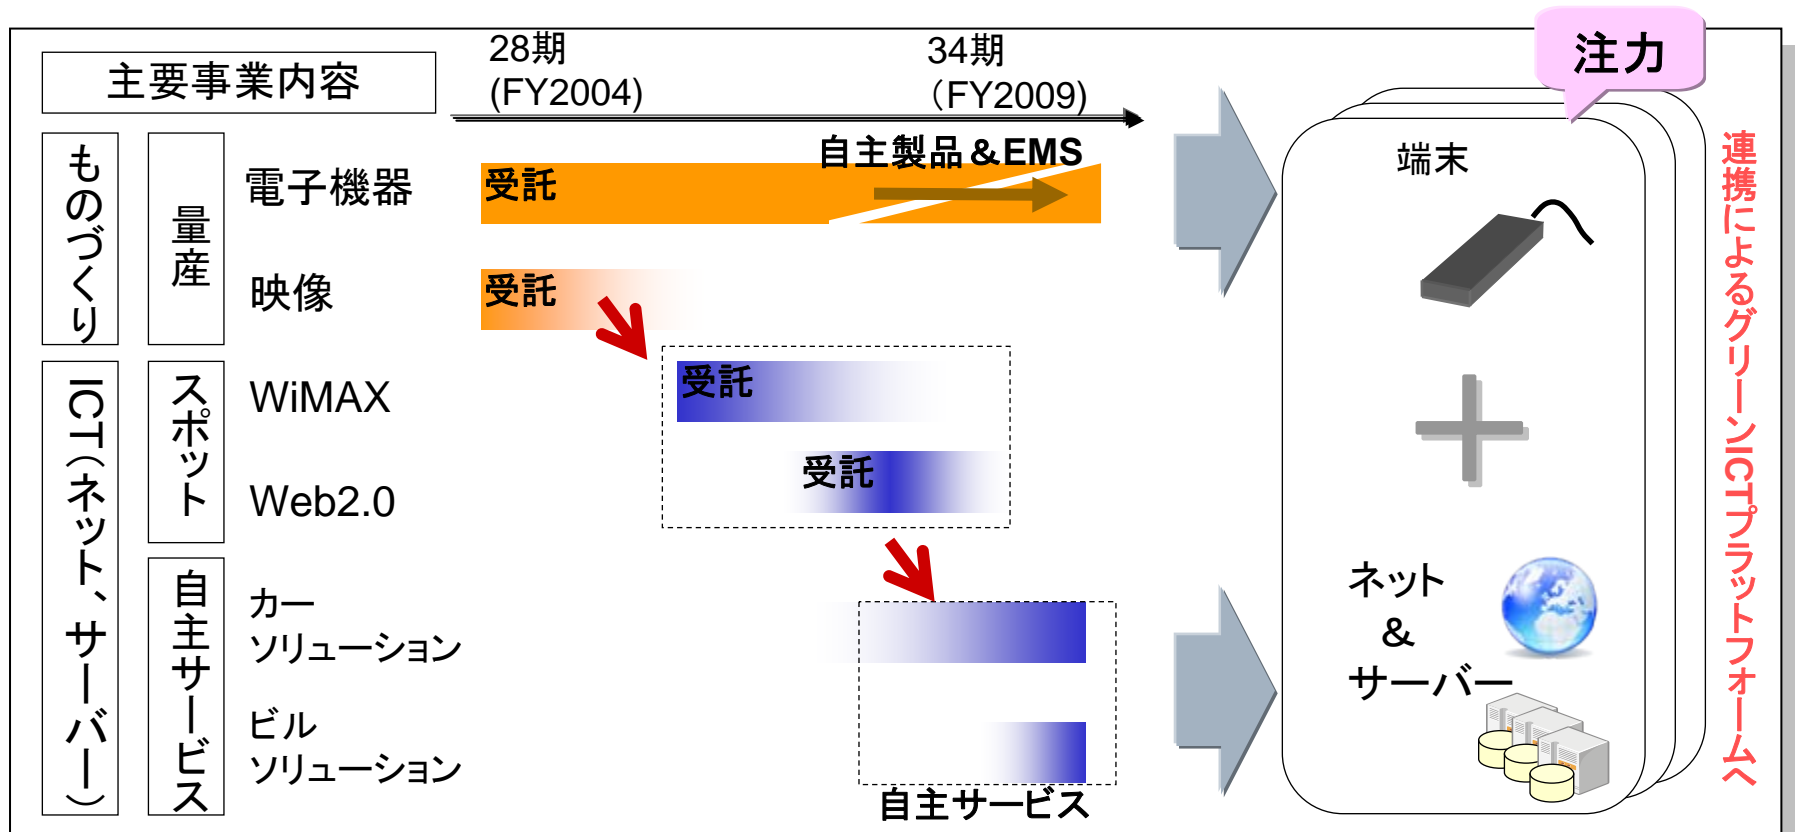 主要事業内容
28期
(FY2004)
34期
（FY2009)
注力
ものづくり
量産
電子機器
受託
自主製品＆EMS
映像
受託
ICT（ネット、サーバー）
スポット
WiMAX
受託
Web2.0
受託
自主サービス
カー
ソリューション
ビル
ソリューション
自主サービス
端末
ネット
&
サーバー
連携によるグリーンICTプラットフォームへ